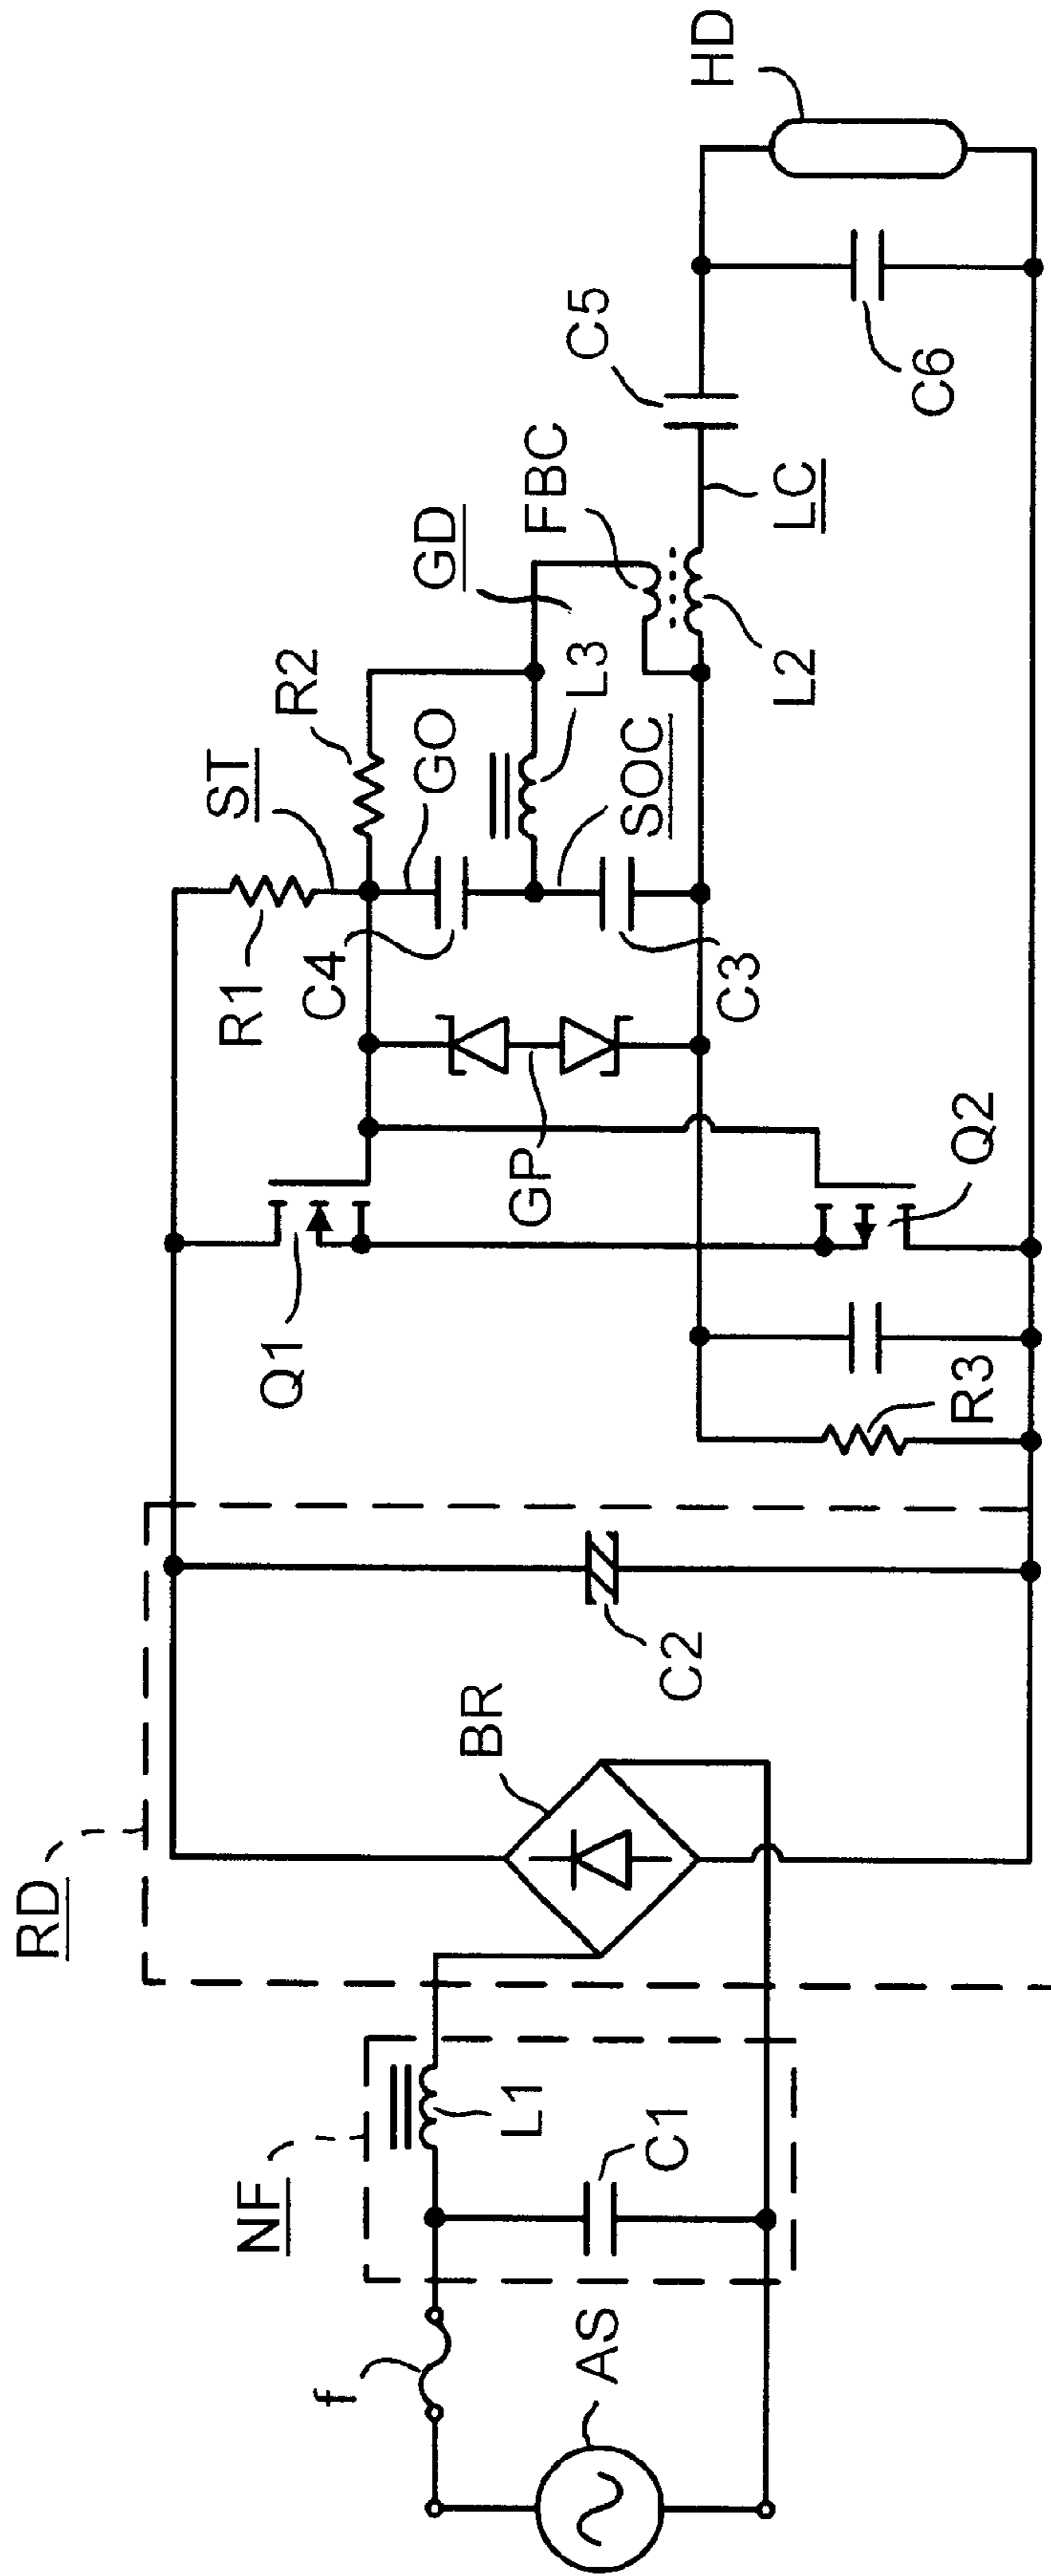 f
AS
NF
L1
C1
RD
BR
C2
Q1
R3
Q2
GP
R1
C4
C3
ST
R2
GO
SOC
L3
GD
FBC
L2
LC
C5
C6
HD